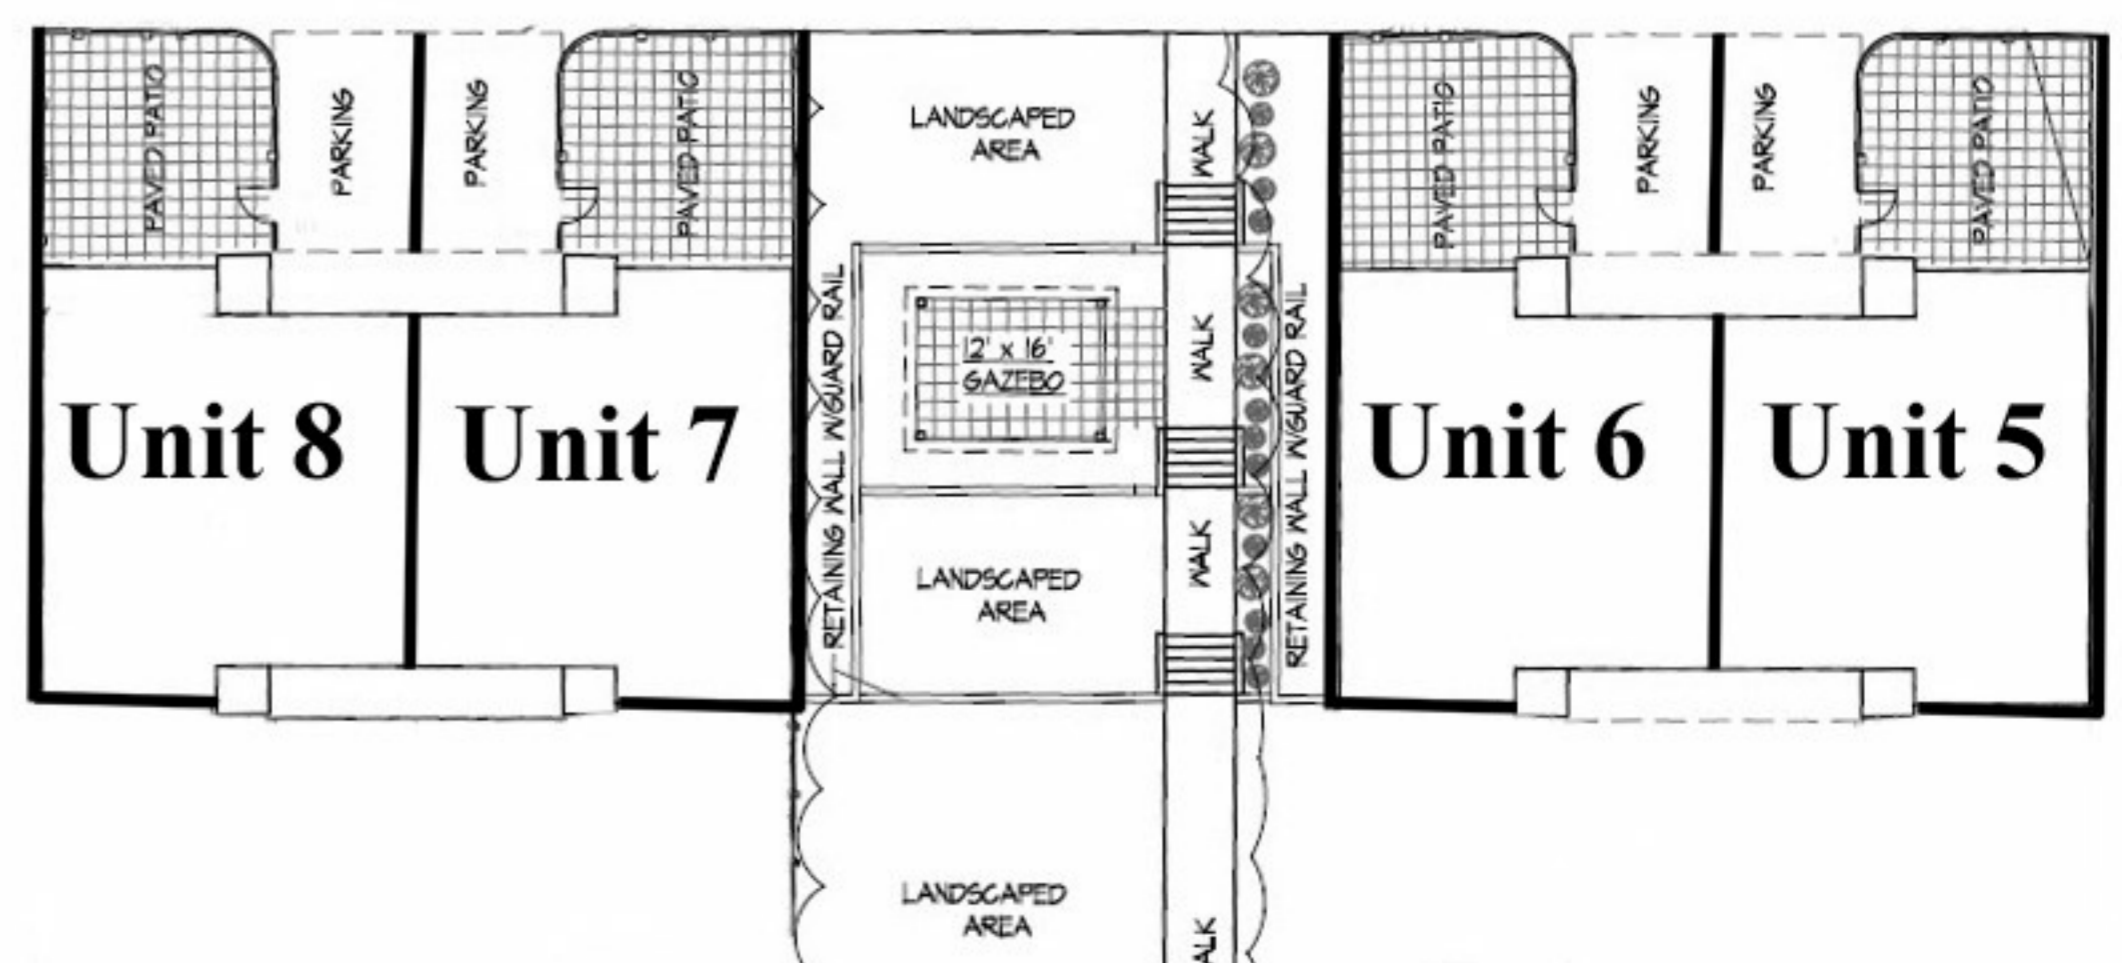 PAVED PATIO
PARKING
PARKING
PAVED PATIO
LANDSCAPED
AREA
WALK
PAVED PATIO
PARKING
PARKING
PAVED PATIO
RETAINING WALL W/GUARD RAIL
12' x 16'
GAZEBO
WALK
RETAINING WALL W/GUARD RAIL
Unit 8
Unit 7
Unit 6
Unit 5
LANDSCAPED
AREA
WALK
LANDSCAPED
AREA
ALK